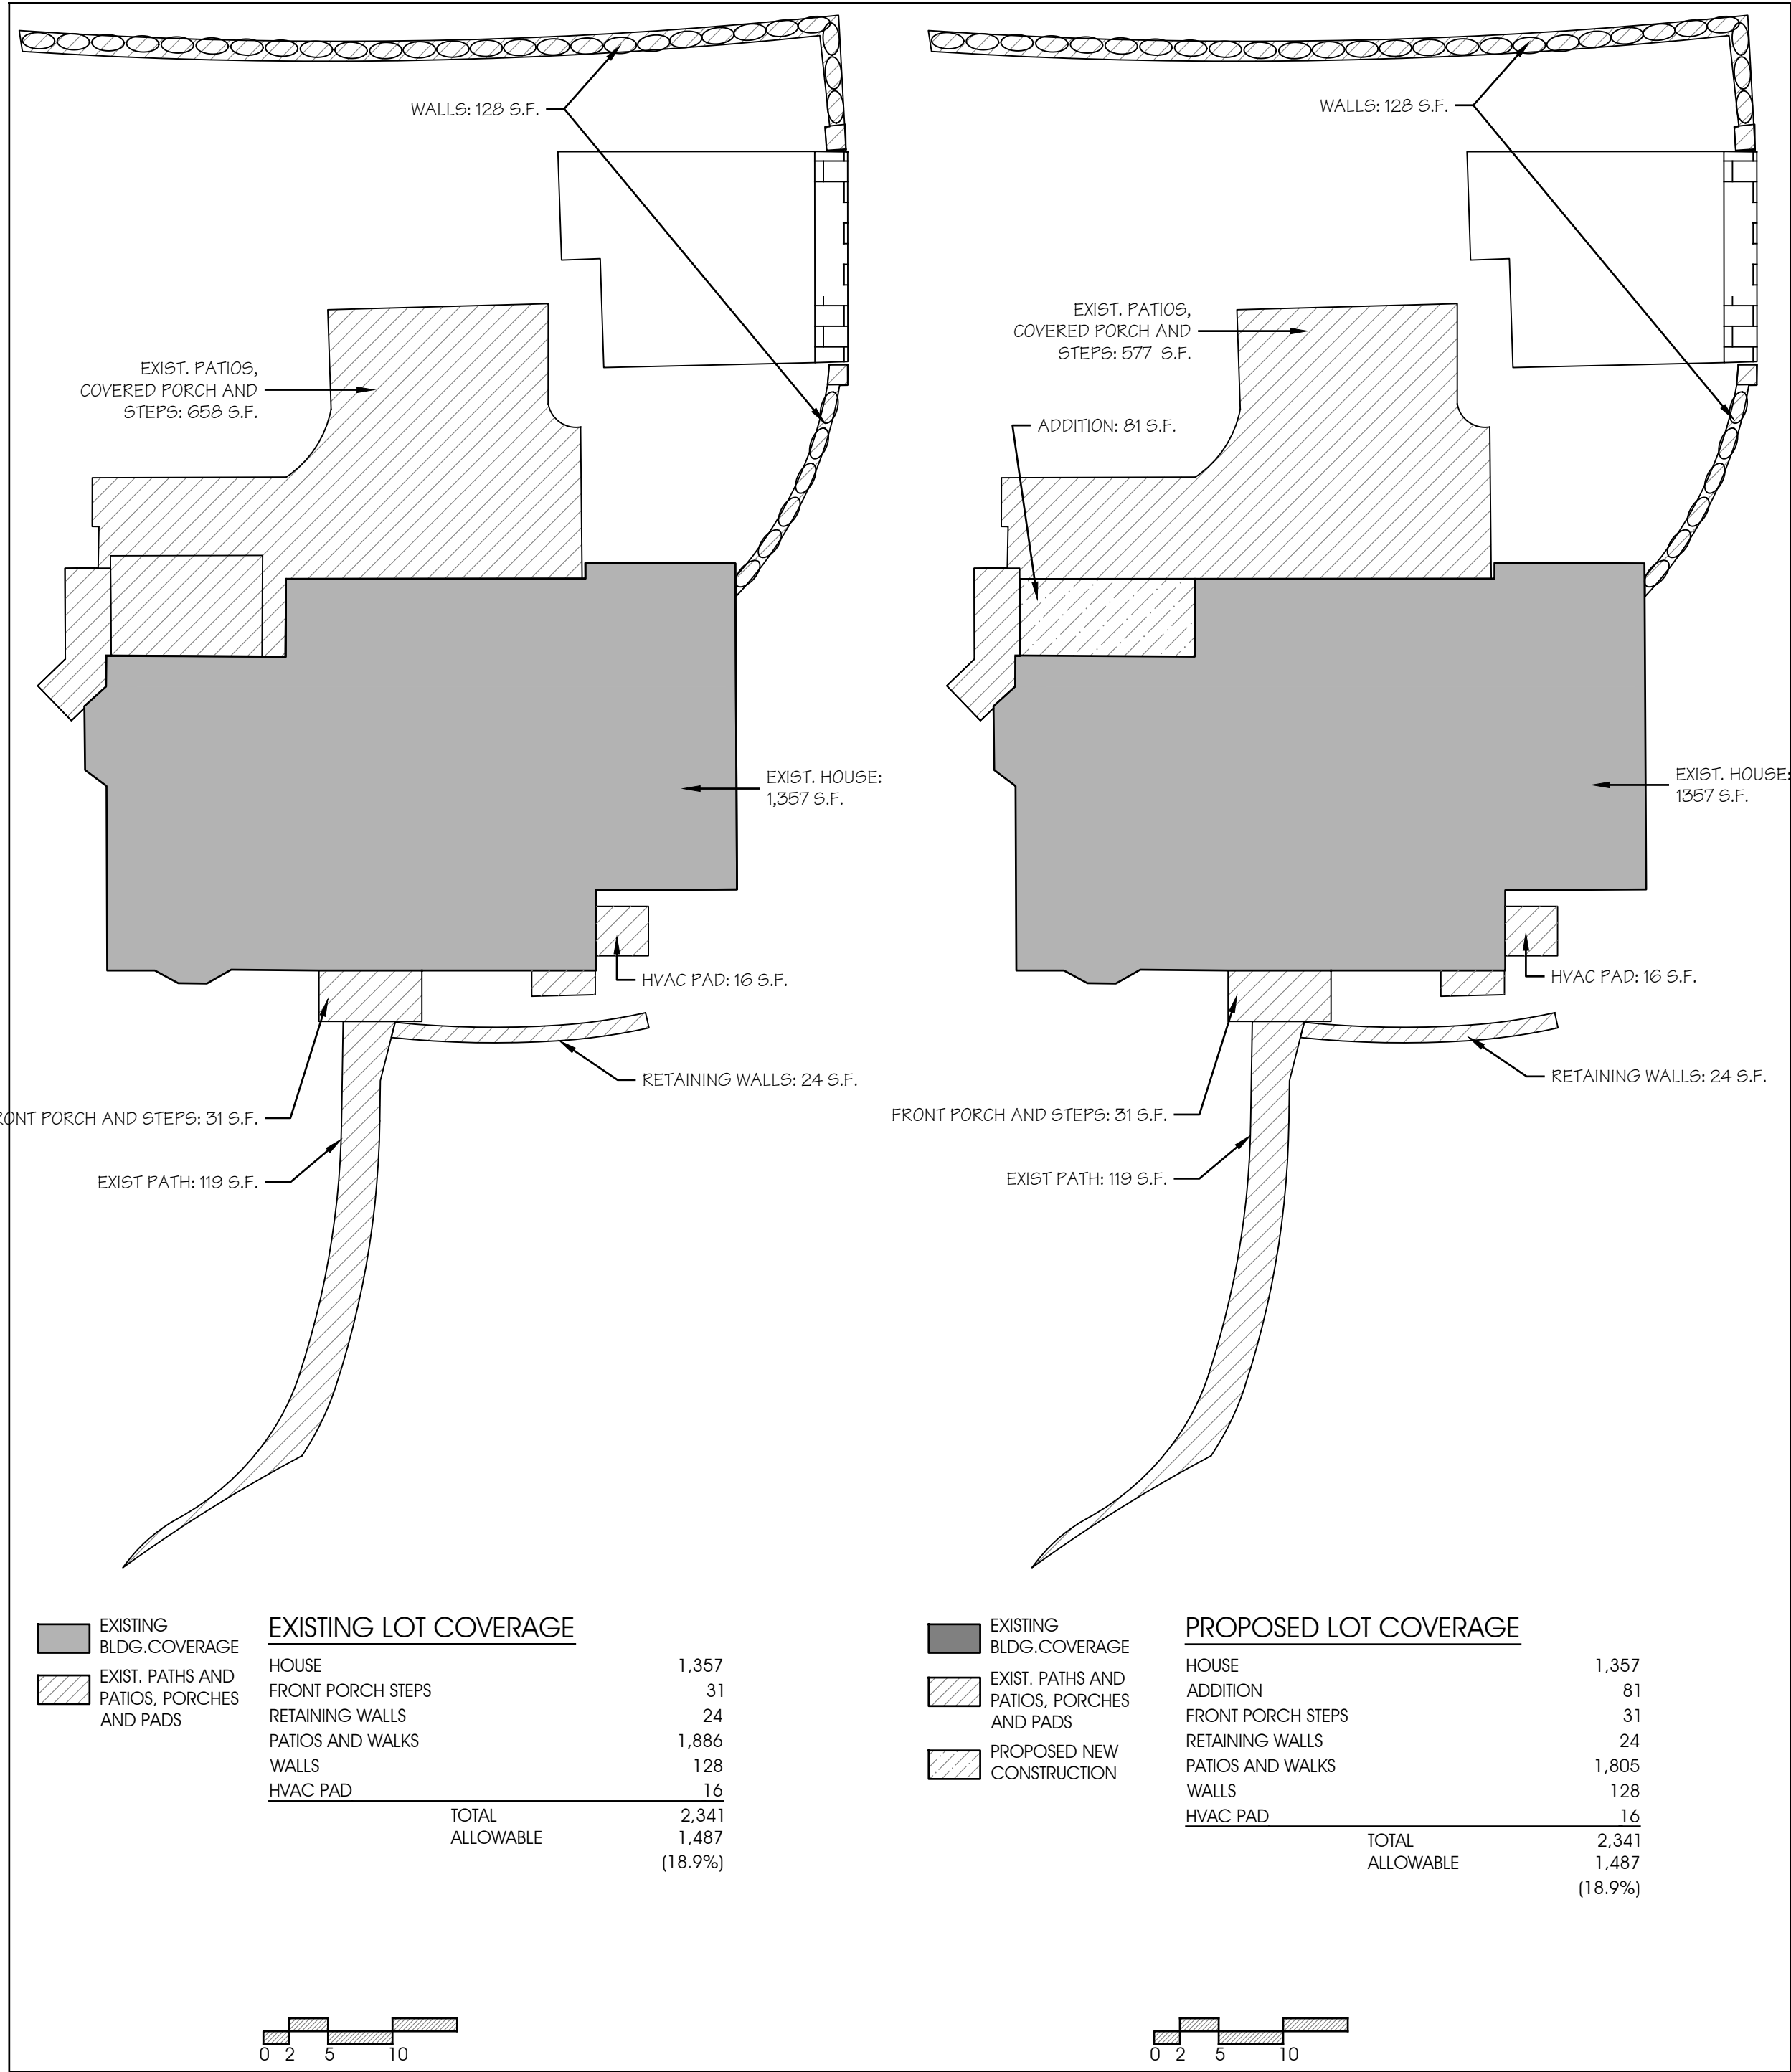 WALLS: 128 S.F.
EXIST. PATIOS,
COVERED PORCH AND
STEPS: 658 S.F.
EXIST. HOUSE:
1,357 S.F.
HVAC PAD: 16 S.F.
RETAINING WALLS: 24 S.F.
RONT PORCH AND STEPS: 31 S.F.
EXIST PATH: 119 S.F.
EXISTING
BLDG.COVERAGE
EXIST. PATHS AND
PATIOS, PORCHES
AND PADS
EXISTING LOT COVERAGE
HOUSE 1,357
FRONT PORCH STEPS 31
RETAINING WALLS 24
PATIOS AND WALKS 1,886
WALLS 128
HVAC PAD 16
TOTAL 2,341
ALLOWABLE 1,487
(18.9%)
0 2 5 10
WALLS: 128 S.F.
EXIST. PATIOS,
COVERED PORCH AND
STEPS: 577 S.F.
ADDITION: 81 S.F.
EXIST. HOUSE:
1357 S.F.
HVAC PAD: 16 S.F.
RETAINING WALLS: 24 S.F.
FRONT PORCH AND STEPS: 31 S.F.
EXIST PATH: 119 S.F.
EXISTING
BLDG.COVERAGE
EXIST. PATHS AND
PATIOS, PORCHES
AND PADS
PROPOSED NEW
CONSTRUCTION
PROPOSED LOT COVERAGE
HOUSE 1,357
ADDITION 81
FRONT PORCH STEPS 31
RETAINING WALLS 24
PATIOS AND WALKS 1,805
WALLS 128
HVAC PAD 16
TOTAL 2,341
ALLOWABLE 1,487
(18.9%)
0 2 5 10